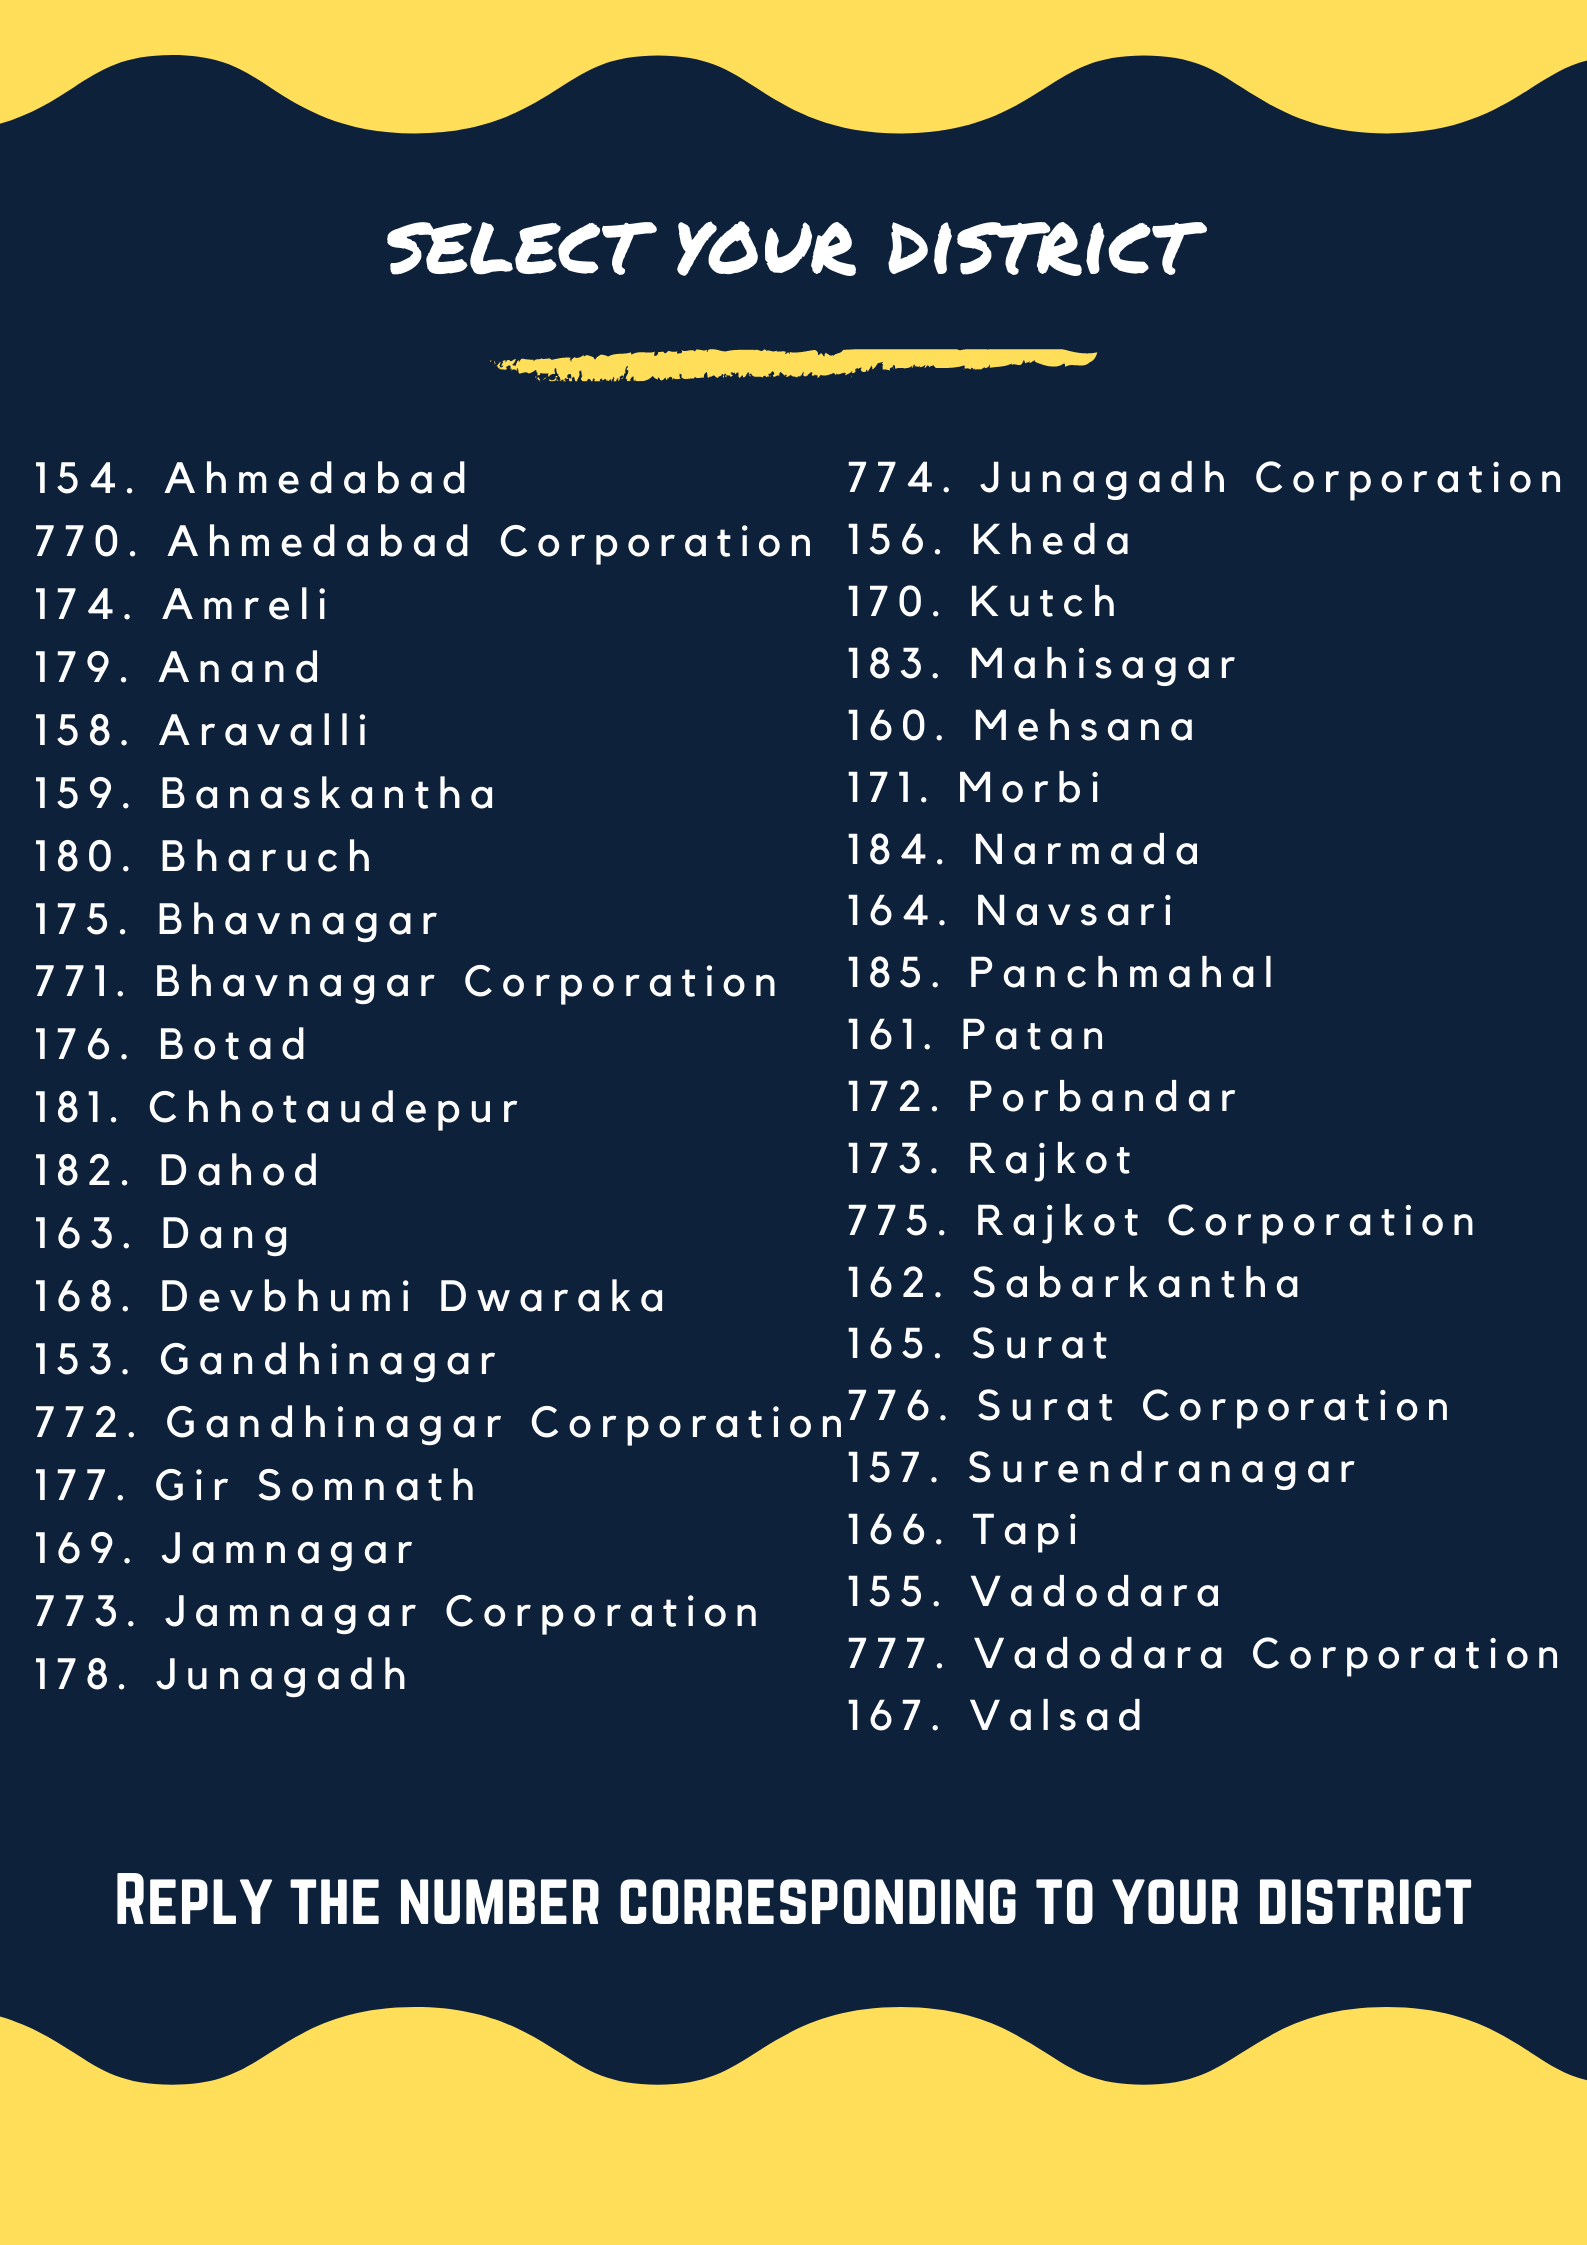 SELECT YOUR DISTRICT
154. Ahmedabad
770. Ahmedabad Corporation
174. Amreli
179. Anand
158. Aravalli
159. Banaskantha
180. Bharuch
175. Bhavnagar
771. Bhavnagar Corporation
176. Botad
181. Chhotaudepur
182. Dahod
163. Dang
168. Devbhumi Dwaraka
153. Gandhinagar
772. Gandhinagar Corporation
177. Gir Somnath
169. Jamnagar
773. Jamnagar Corporation
178. Junagadh
774. Junagadh Corporation
156. Kheda
170. Kutch
183. Mahisagar
160. Mehsana
171. Morbi
184. Narmada
164. Navsari
185. Panchmahal
161. Patan
172. Porbandar
173. Rajkot
775. Rajkot Corporation
162. Sabarkantha
165. Surat
776. Surat Corporation
157. Surendranagar
166. Tapi
155. Vadodara
777. Vadodara Corporation
167. Valsad
REPLY THE NUMBER CORRESPONDING TO YOUR DISTRICT